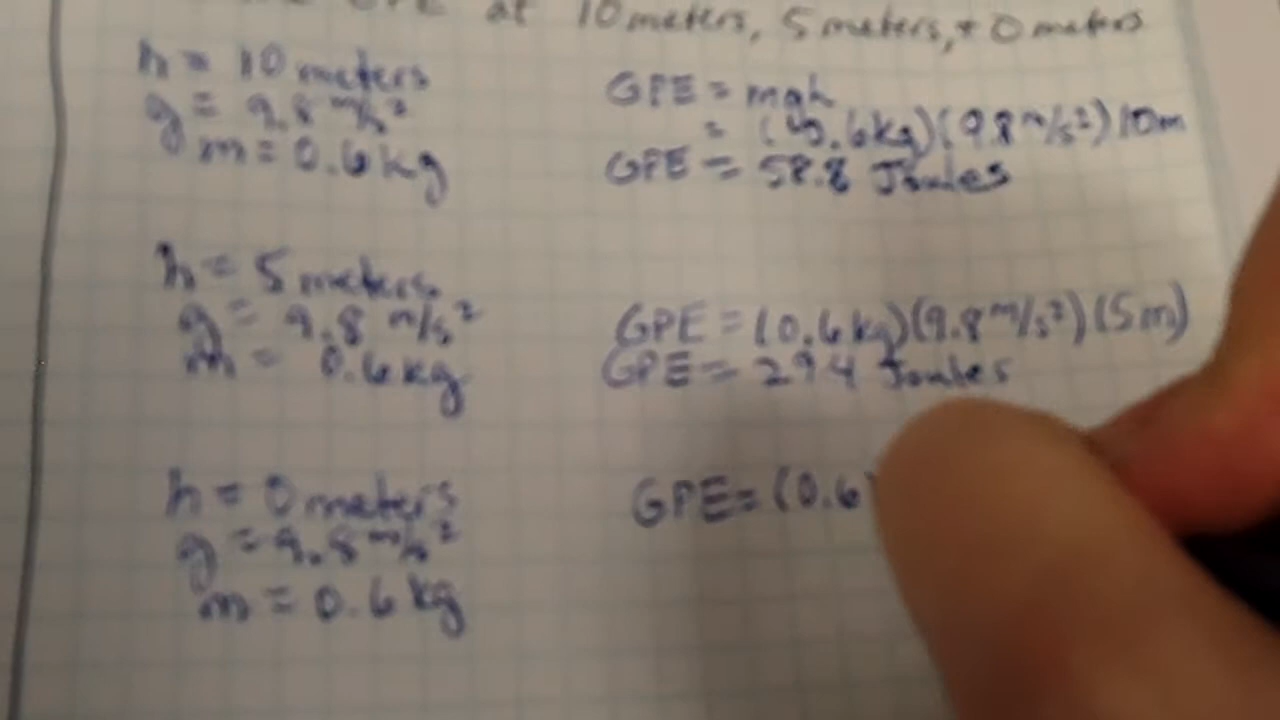 GPE at 10 meters, 5 meters, + 0 meters
h = 10 meters
g = 9.8 m/s²
m = 0.6 kg
GPE = mgh
= (0.6kg)(9.8 m/s²) 10m
GPE = 58.8 Joules
h = 5 meters
g = 9.8 m/s²
m = 0.6 kg
GPE = (0.6kg)(9.8 m/s²)(5m)
GPE = 29.4 Joules
h = 0 meters
g = 9.8 m/s²
m = 0.6 kg
GPE = (0.6